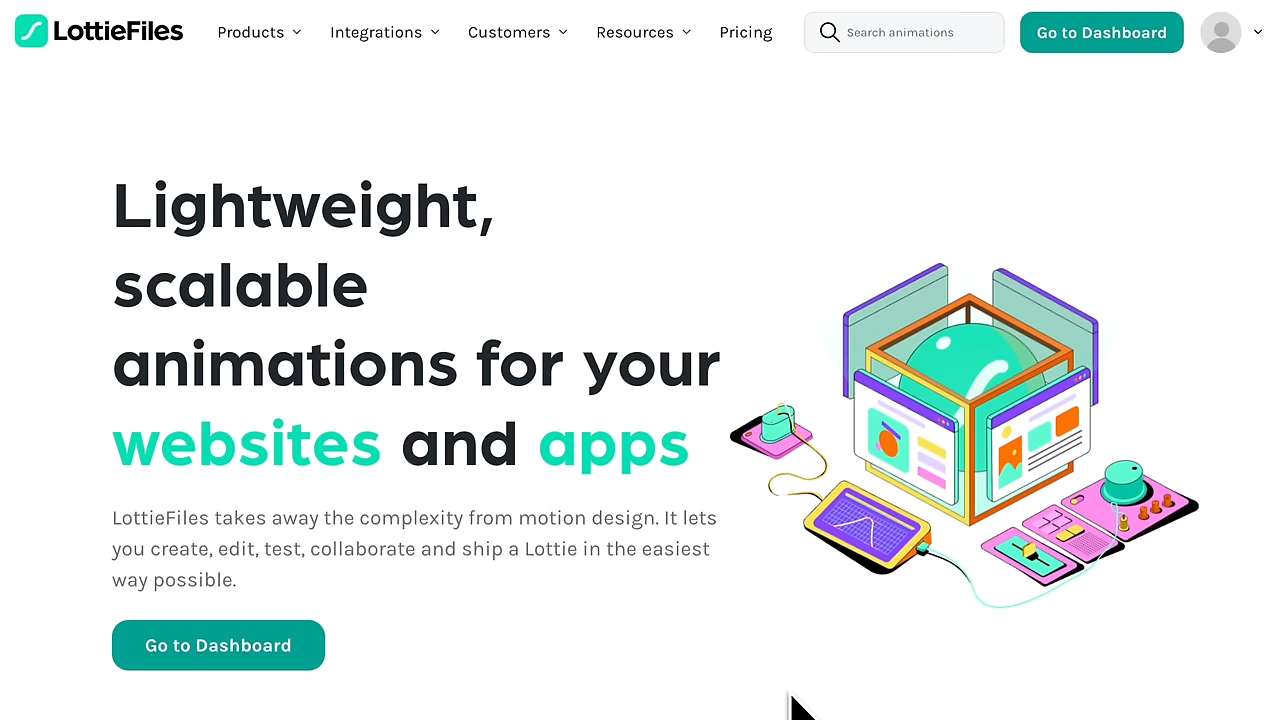 LottieFiles
Products
Integrations
Customers
Resources
Pricing
Search animations
Go to Dashboard
Lightweight,
scalable
animations for your
websites and apps
LottieFiles takes away the complexity from motion design. It lets
you create, edit, test, collaborate and ship a Lottie in the easiest
way possible.
Go to Dashboard